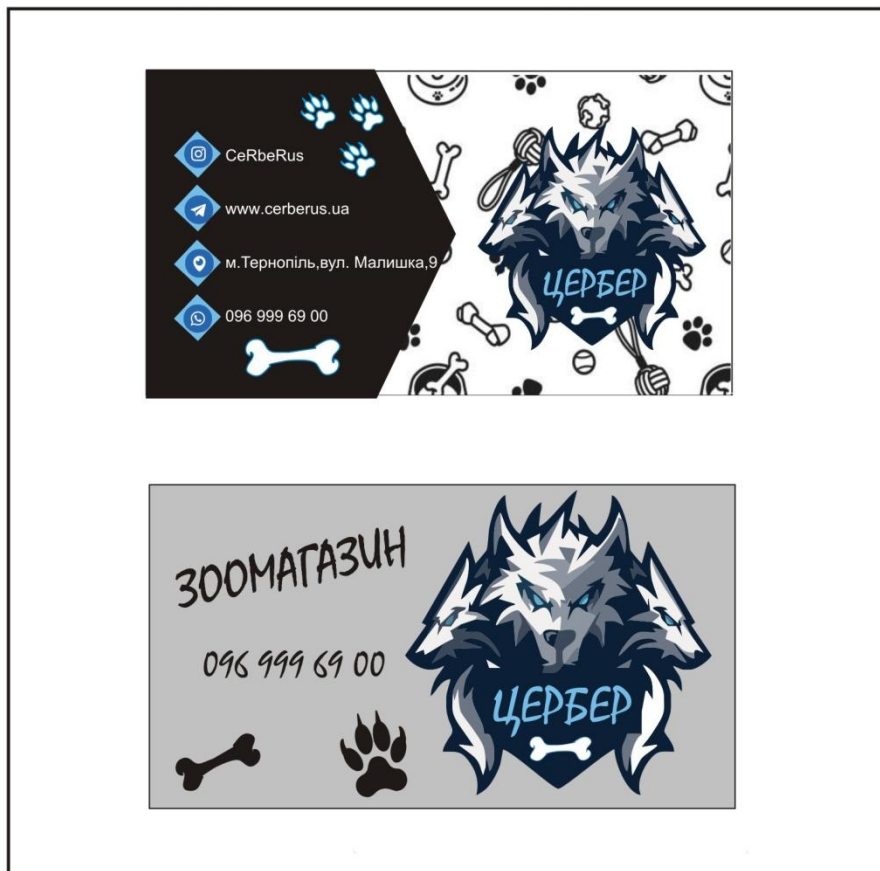 CeRbeRus
www.cerberus.ua
м.Тернопіль,вул. Малишка,9
096 999 69 00
ЦЕРБЕР
ЗООМАГАЗИН
096 999 69 00
ЦЕРБЕР